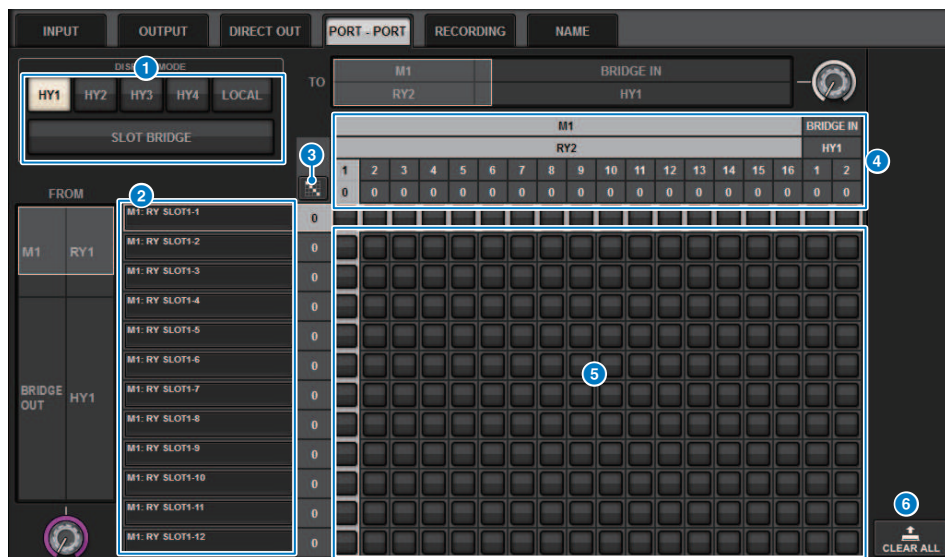 INPUT OUTPUT DIRECT OUT PORT - PORT RECORDING NAME
1
HY1 HY2 HY3 HY4 LOCAL
SLOT BRIDGE
TO
M1 BRIDGE IN
RY2 HY1
M1 BRIDGE IN
RY2 HY1
3
1 2 3 4 5 6 7 8 9 10 11 12 13 14 15 16 1 2
0 0 0 0 0 0 0 0 0 0 0 0 0 0 0 0 0 0
4
FROM
2
M1 RY1
BRIDGE OUT HY1
M1: RY SLOT1-1 0
M1: RY SLOT1-2 0
M1: RY SLOT1-3 0
M1: RY SLOT1-4 0
M1: RY SLOT1-5 0
M1: RY SLOT1-6 0
M1: RY SLOT1-7 0
M1: RY SLOT1-8 0
M1: RY SLOT1-9 0
M1: RY SLOT1-10 0
M1: RY SLOT1-11 0
M1: RY SLOT1-12 0
5
6
CLEAR ALL